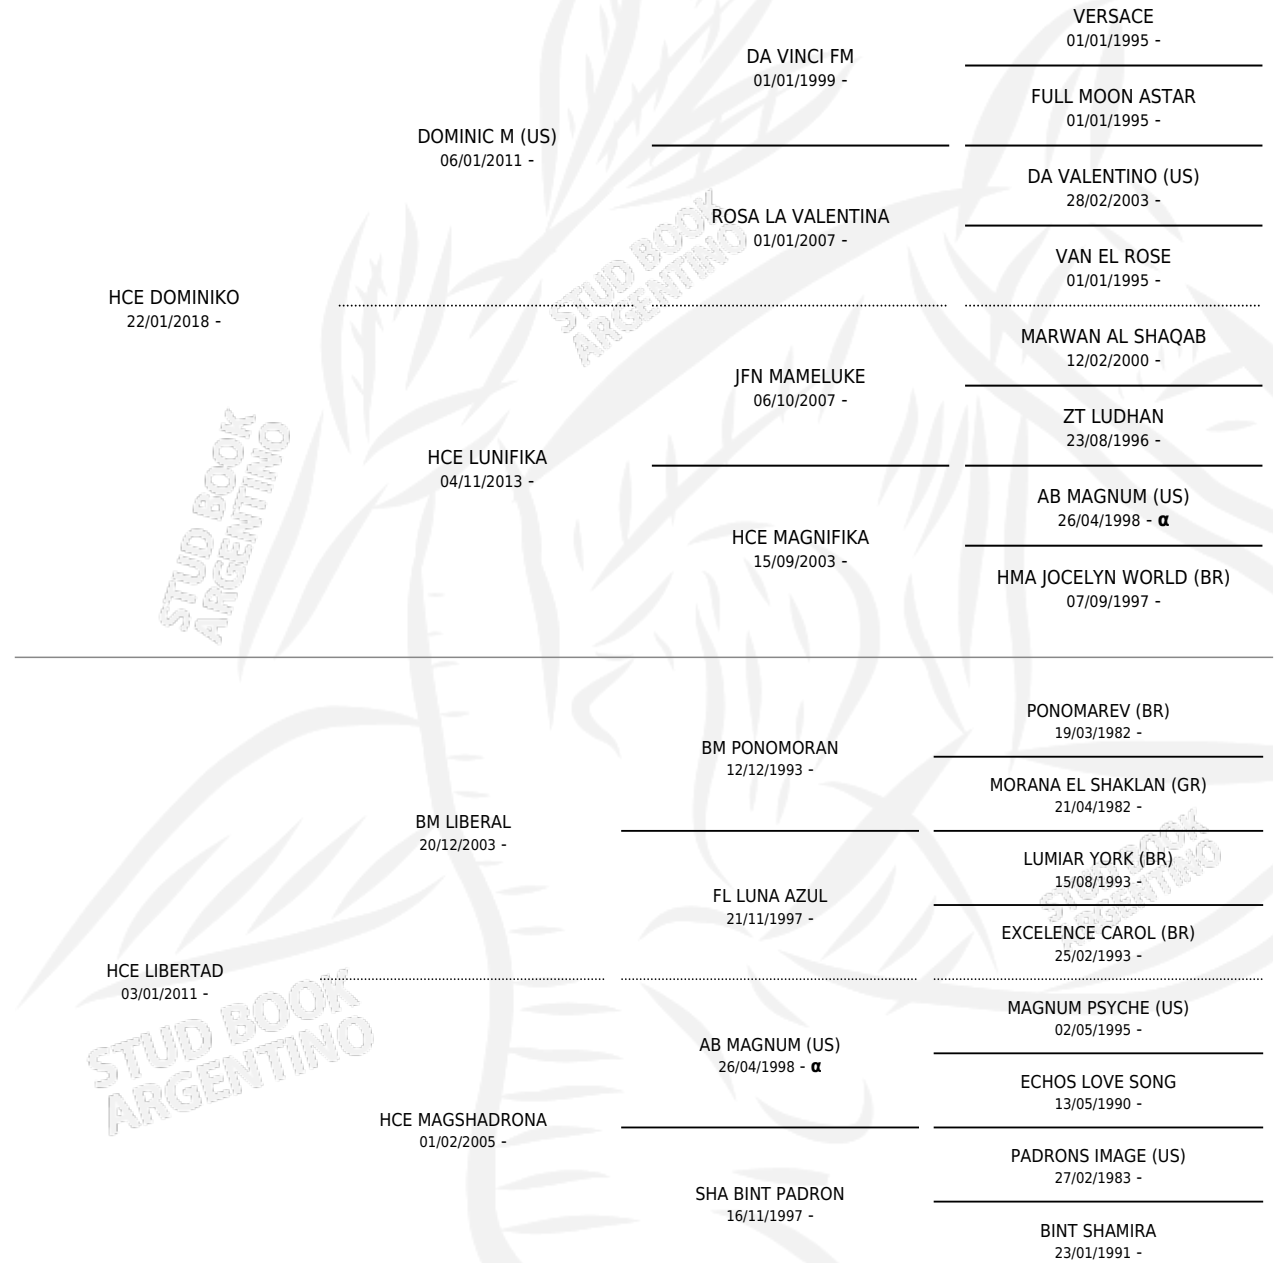 VERSACE
01/01/1995 -
DA VINCI FM
01/01/1999 -
FULL MOON ASTAR
01/01/1995 -
DOMINIC M (US)
06/01/2011 -
DA VALENTINO (US)
28/02/2003 -
ROSA LA VALENTINA
01/01/2007 -
VAN EL ROSE
01/01/1995 -
HCE DOMINIKO
22/01/2018 -
MARWAN AL SHAQAB
12/02/2000 -
JFN MAMELUKE
06/10/2007 -
ZT LUDHAN
23/08/1996 -
HCE LUNIFIKA
04/11/2013 -
AB MAGNUM (US)
26/04/1998 - α
HCE MAGNIFIKA
15/09/2003 -
HMA JOCELYN WORLD (BR)
07/09/1997 -
PONOMAREV (BR)
19/03/1982 -
BM PONOMORAN
12/12/1993 -
MORANA EL SHAKLAN (GR)
21/04/1982 -
BM LIBERAL
20/12/2003 -
LUMIAR YORK (BR)
15/08/1993 -
FL LUNA AZUL
21/11/1997 -
EXCELENCE CAROL (BR)
25/02/1993 -
HCE LIBERTAD
03/01/2011 -
MAGNUM PSYCHE (US)
02/05/1995 -
AB MAGNUM (US)
26/04/1998 - α
ECHOS LOVE SONG
13/05/1990 -
HCE MAGSHADRONA
01/02/2005 -
PADRONS IMAGE (US)
27/02/1983 -
SHA BINT PADRON
16/11/1997 -
BINT SHAMIRA
23/01/1991 -
STUD BOOK
ARGENTINO
STUD BOOK
ARGENTINO
STUD BOOK
ARGENTINO
STUD BOOK
ARGENTINO